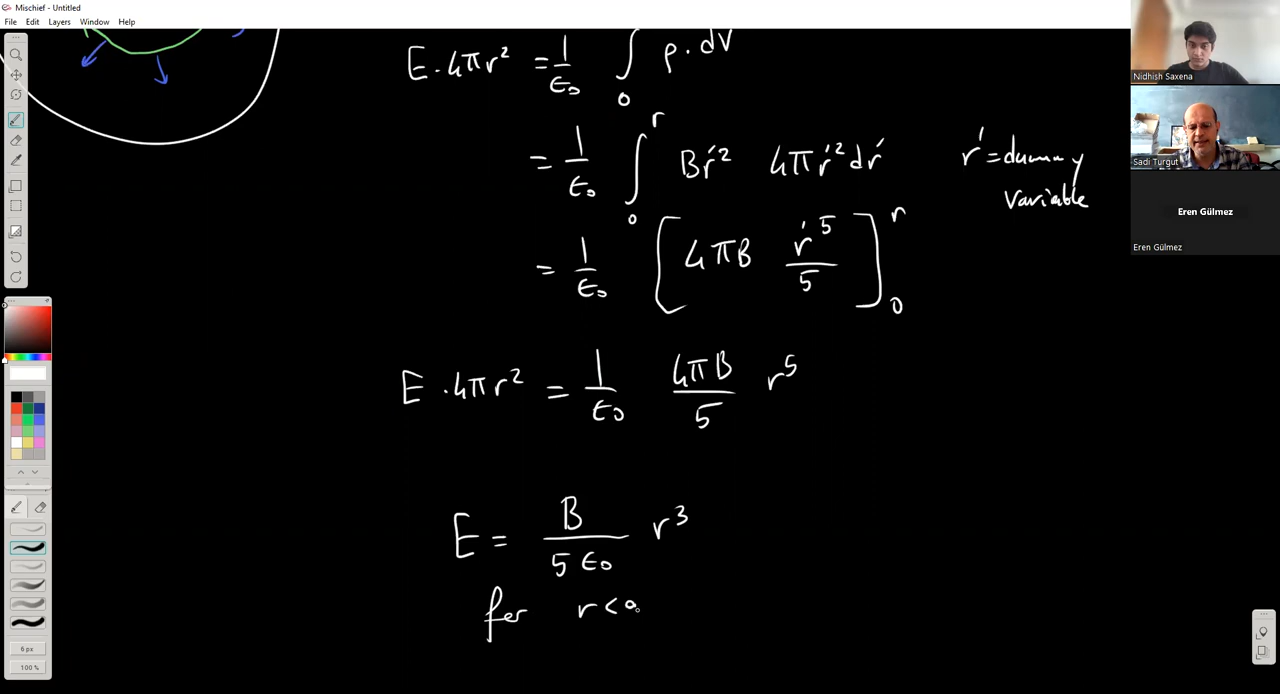 Mischief - Untitled
File Edit Layers Window Help
E · 4πr² = 1/ε₀ ∫₀ ρ · dV
= 1/ε₀ ∫₀^r Br'² 4πr'² dr' r' = dummy
variable
= 1/ε₀ [4πB r'⁵/5]₀^r
E · 4πr² = 1/ε₀ 4πB/5 r⁵
E = B/5ε₀ r³
for r <
6 px
100 %
Nidhish Saxena
Sadi Turgut
Eren Gülmez
Eren Gülmez